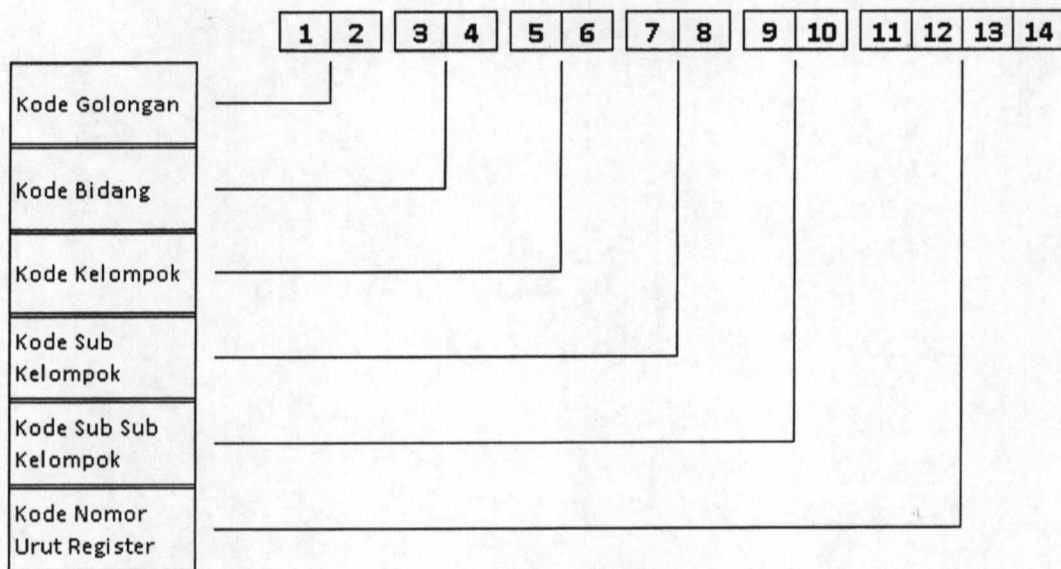 1 2 3 4 5 6 7 8 9 10 11 12 13 14
Kode Golongan
Kode Bidang
Kode Kelompok
Kode Sub
Kelompok
Kode Sub Sub
Kelompok
Kode Nomor
Urut Register